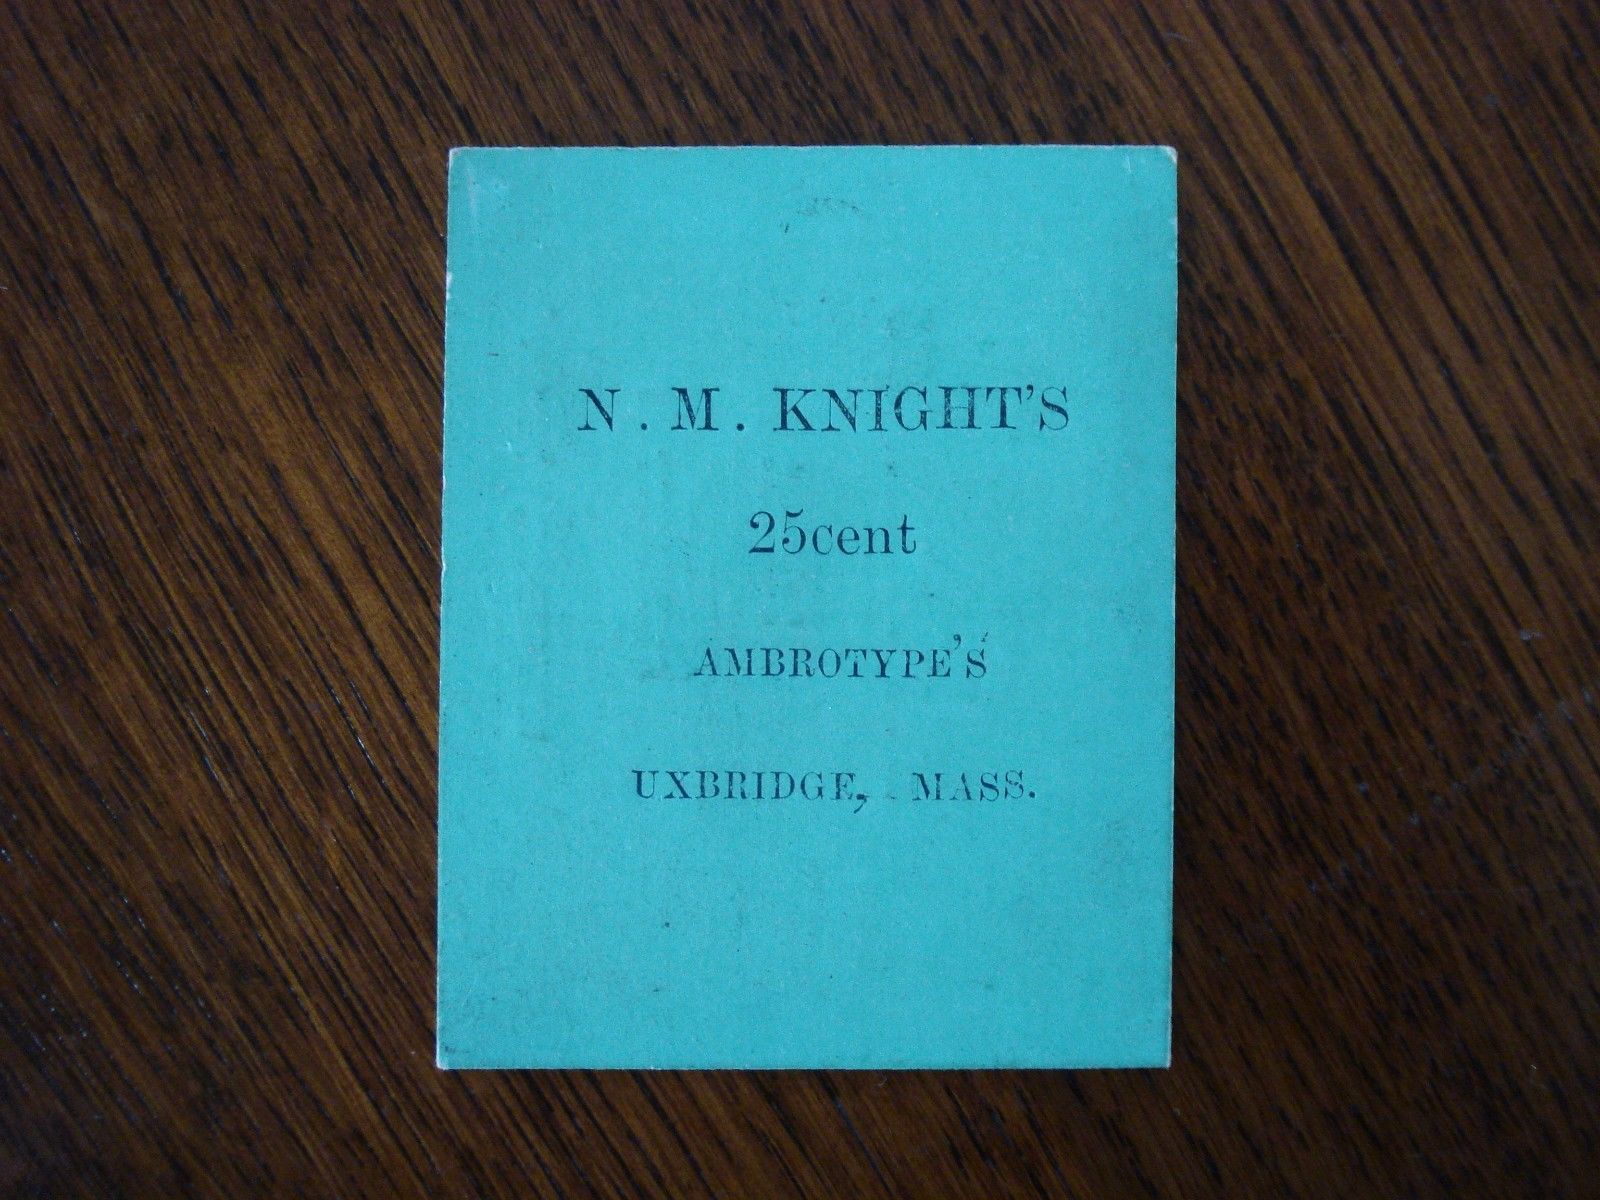 N. M. KNIGHT'S
25cent
AMBROTYPE'S
UXBRIDGE, MASS.